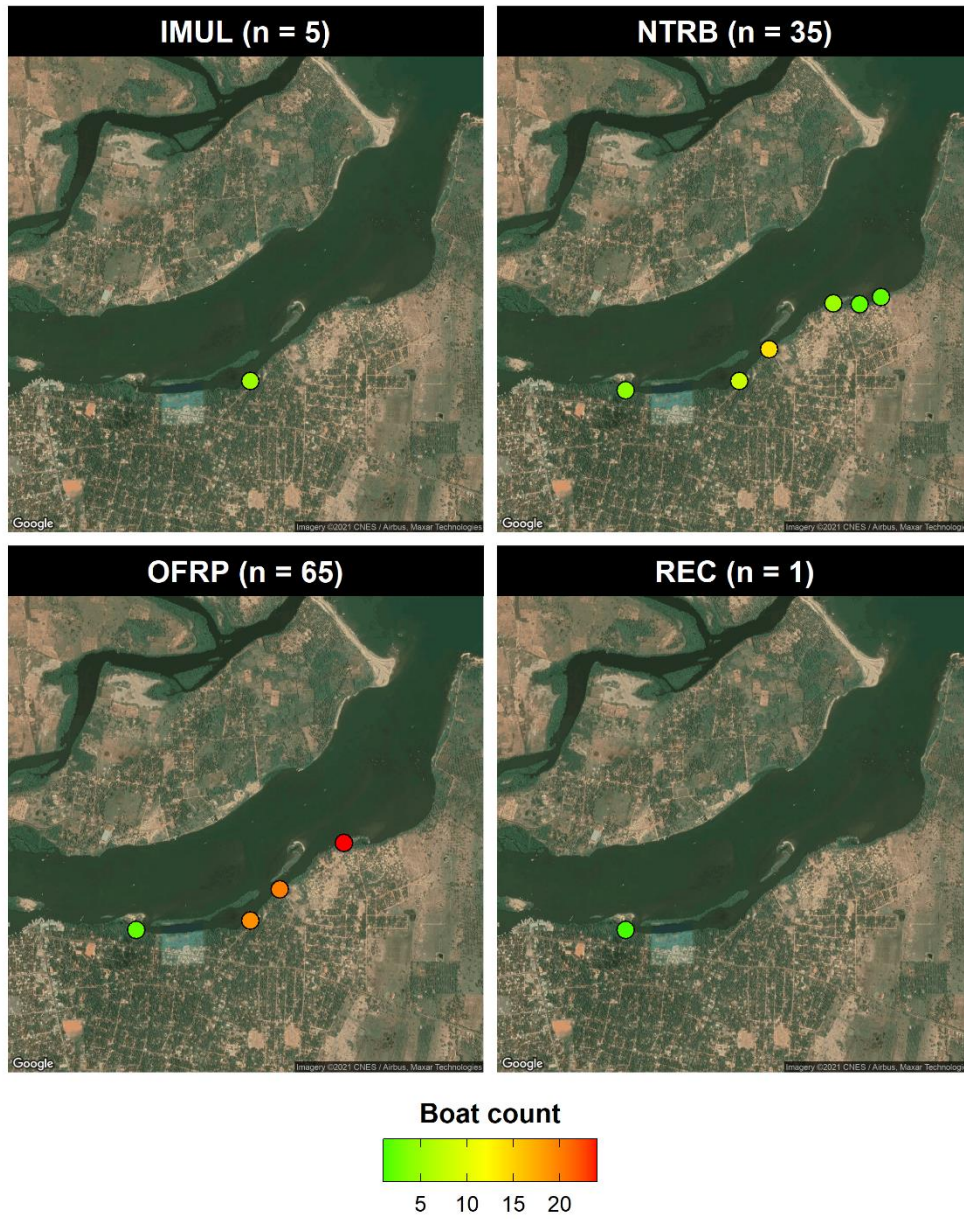 IMUL (n = 5)
NTRB (n = 35)
Google
Imagery ©2021 CNES / Airbus, Maxar Technologies
Google
Imagery ©2021 CNES / Airbus, Maxar Technologies
OFRP (n = 65)
REC (n = 1)
Google
Imagery ©2021 CNES / Airbus, Maxar Technologies
Google
Imagery ©2021 CNES / Airbus, Maxar Technologies
Boat count
5 10 15 20